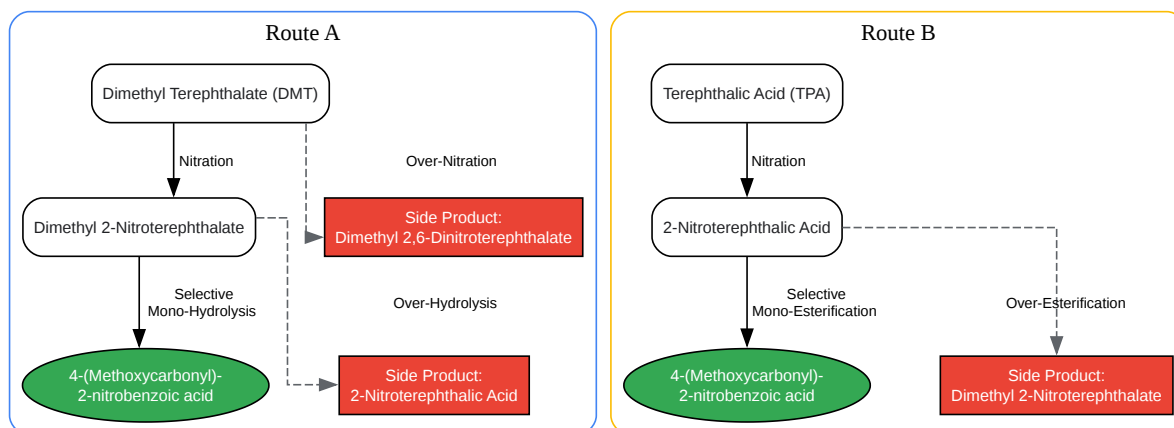 Route A
Dimethyl Terephthalate (DMT)
Nitration
Over-Nitration
Dimethyl 2-Nitroterephthalate
Side Product:
Dimethyl 2,6-Dinitroterephthalate
Selective
Mono-Hydrolysis
Over-Hydrolysis
4-(Methoxycarbonyl)-
2-nitrobenzoic acid
Side Product:
2-Nitroterephthalic Acid
Route B
Terephthalic Acid (TPA)
Nitration
2-Nitroterephthalic Acid
Selective
Mono-Esterification
Over-Esterification
4-(Methoxycarbonyl)-
2-nitrobenzoic acid
Side Product:
Dimethyl 2-Nitroterephthalate